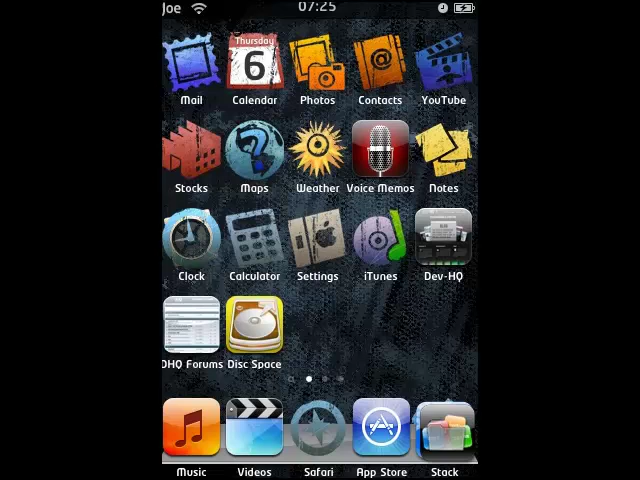 Joe 07:25
Thursday
6
@
Mail Calendar Photos Contacts YouTube
Stocks Maps Weather Voice Memos Notes
Clock Calculator Settings iTunes Dev-HQ
DHQ Forums Disc Space
Music Videos Safari App Store Stack